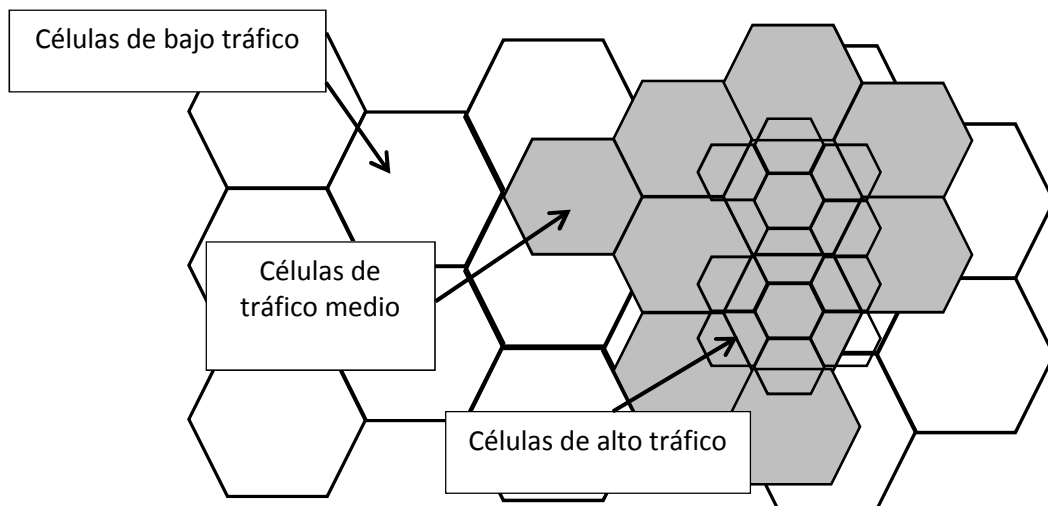 Células de bajo tráfico
Células de
tráfico medio
Células de alto tráfico